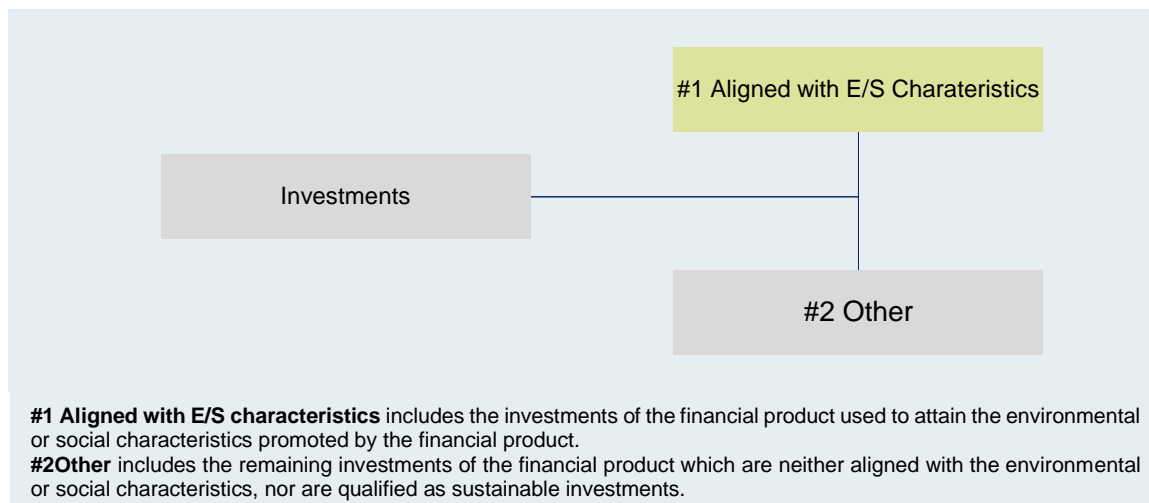 #1 Aligned with E/S Charateristics
Investments
#2 Other
#1 Aligned with E/S characteristics includes the investments of the financial product used to attain the environmental
or social characteristics promoted by the financial product.
#2Other includes the remaining investments of the financial product which are neither aligned with the environmental
or social characteristics, nor are qualified as sustainable investments.